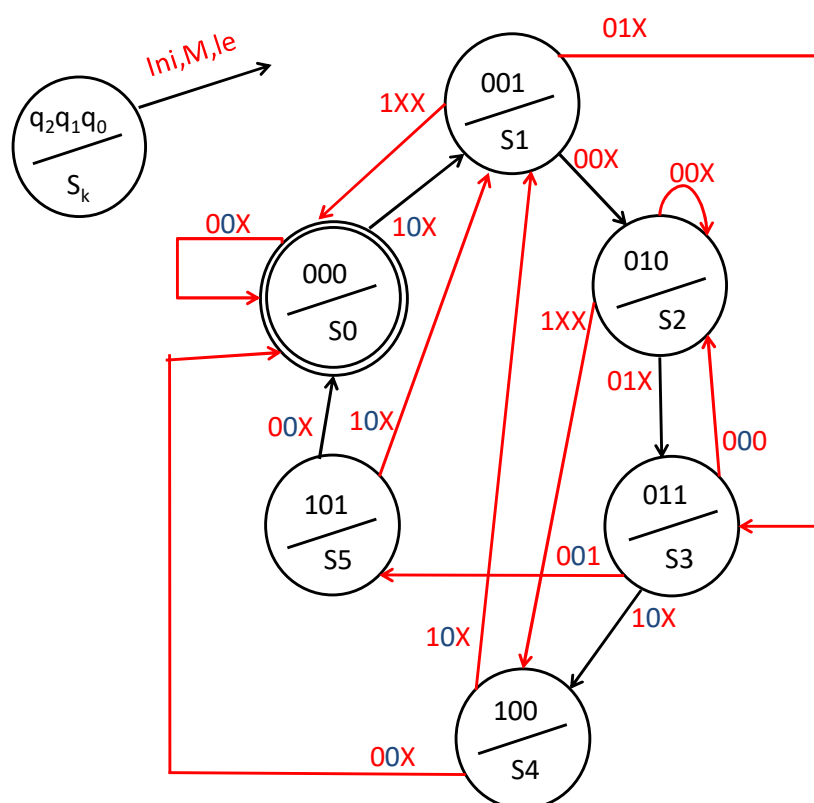 Ini,M,le
q₂q₁q₀
Sₖ
01X
001
S1
1XX
00X
00X
10X
00X
000
S0
010
S2
1XX
01X
00X
10X
000
101
S5
011
S3
001
10X
10X
100
S4
00X